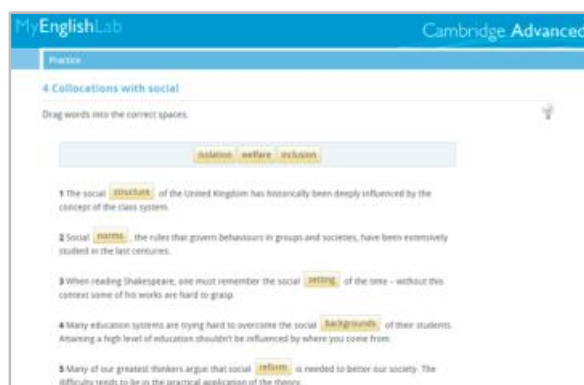 MyEnglishLab
Cambridge Advanced
Practice
4 Collocations with social
Drag words into the correct spaces.
isolation welfare inclusion
1 The social structure of the United Kingdom has historically been deeply influenced by the
concept of the class system.
2 Social norms, the rules that govern behaviours in groups and societies, have been extensively
studied in the last centuries.
3 When reading Shakespeare, one must remember the social setting of the time – without this
context some of his works are hard to grasp.
4 Many education systems are trying hard to overcome the social backgrounds of their students.
Attaining a high level of education shouldn't be influenced by where you come from.
5 Many of our greatest thinkers argue that social reform is needed to better our society. The
difficulty tends to lie in the practical application of the theory.